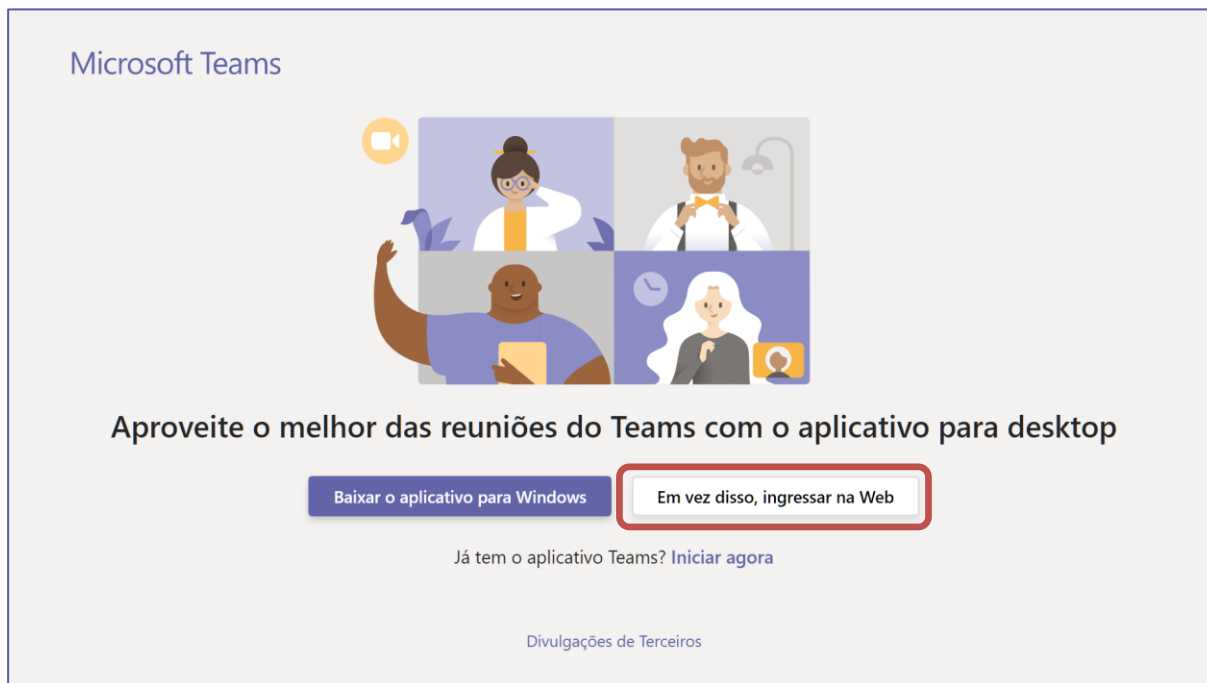 Microsoft Teams
Aproveite o melhor das reuniões do Teams com o aplicativo para desktop
Baixar o aplicativo para Windows
Em vez disso, ingressar na Web
Já tem o aplicativo Teams? Iniciar agora
Divulgações de Terceiros